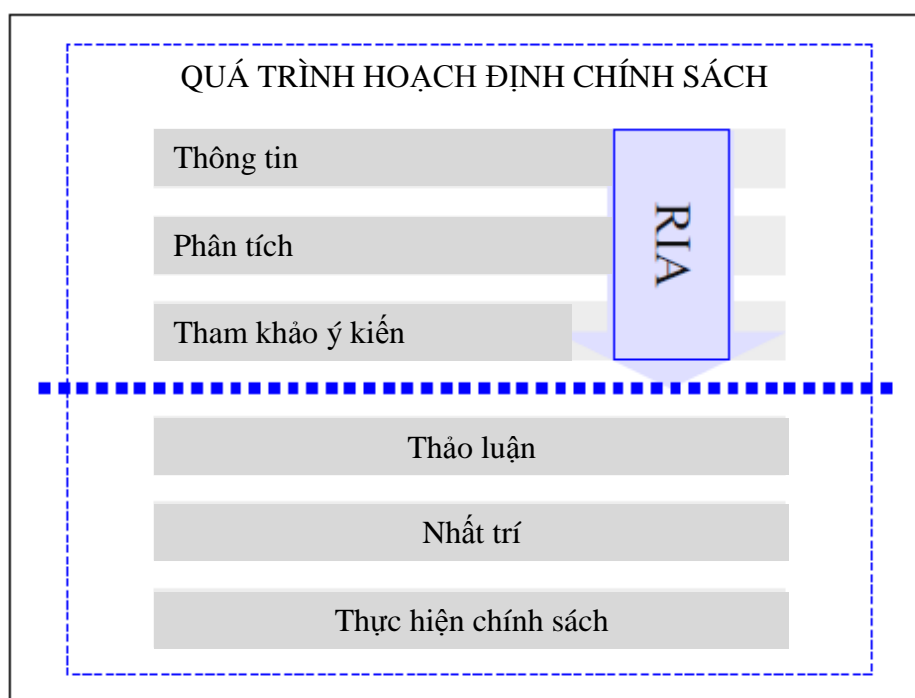 QUÁ TRÌNH HOẠCH ĐỊNH CHÍNH SÁCH
Thông tin
Phân tích
Tham khảo ý kiến
RIA
Thảo luận
Nhất trí
Thực hiện chính sách